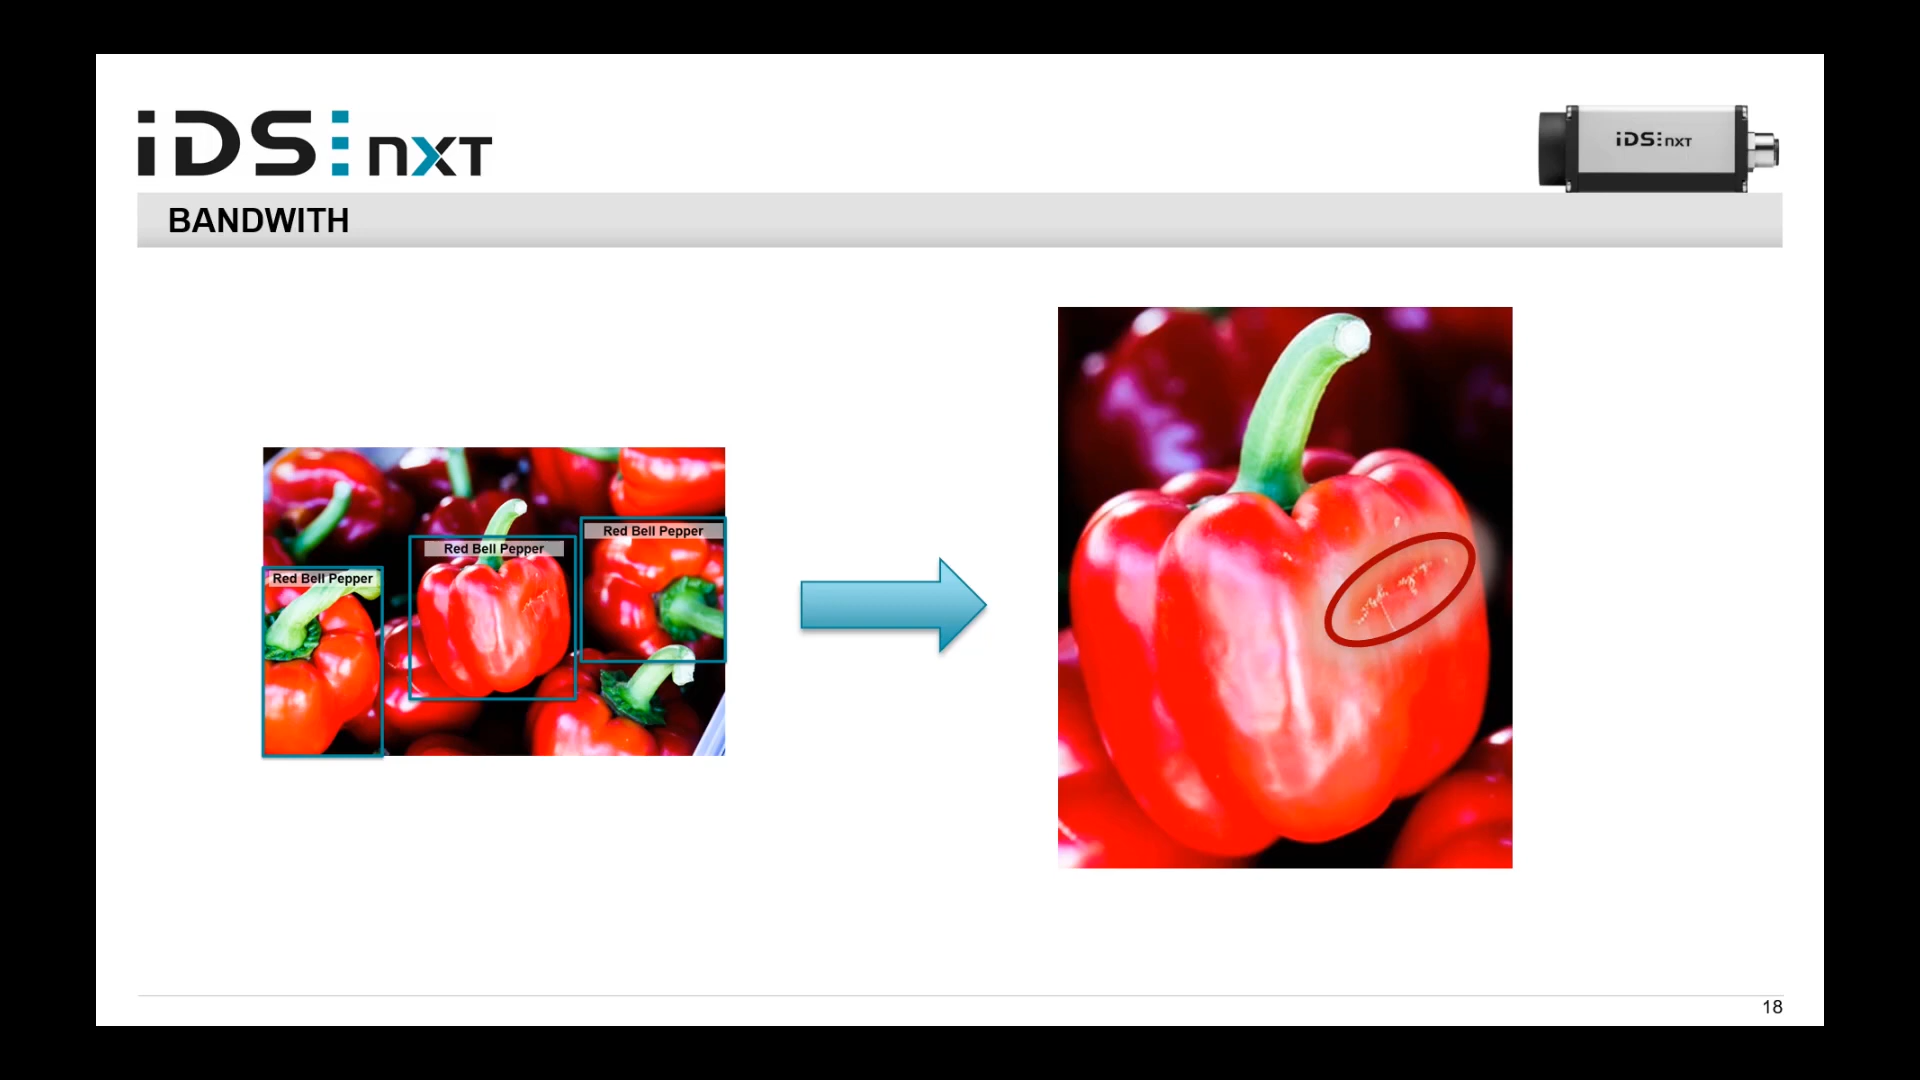 iDS nxt
iDS nxt
BANDWITH
Red Bell Pepper
Red Bell Pepper
Red Bell Pepper
18